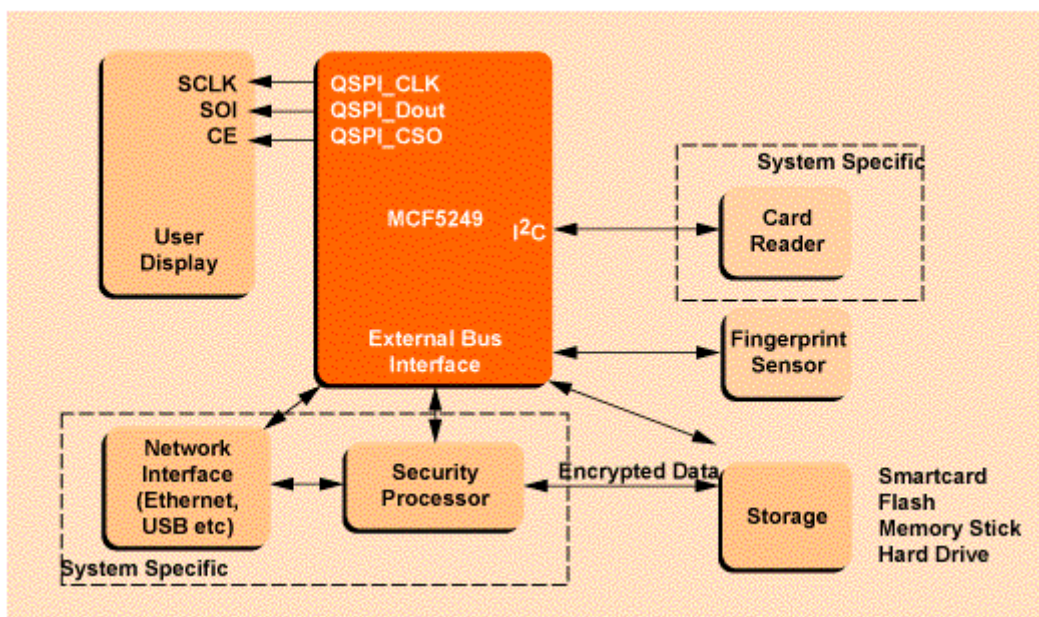 SCLK
SOI
CE
User
Display
QSPI_CLK
QSPI_Dout
QSPI_CSO
MCF5249
I²C
External Bus
Interface
System Specific
Card
Reader
Fingerprint
Sensor
Network
Interface
(Ethernet,
USB etc)
Security
Processor
System Specific
Encrypted Data
Storage
Smartcard
Flash
Memory Stick
Hard Drive